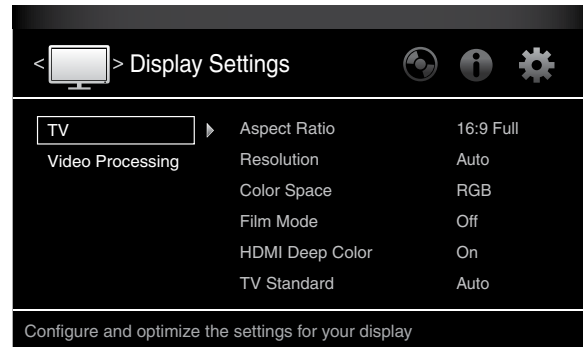 < > Display Settings
TV Aspect Ratio 16:9 Full
Video Processing Resolution Auto
Color Space RGB
Film Mode Off
HDMI Deep Color On
TV Standard Auto
Configure and optimize the settings for your display